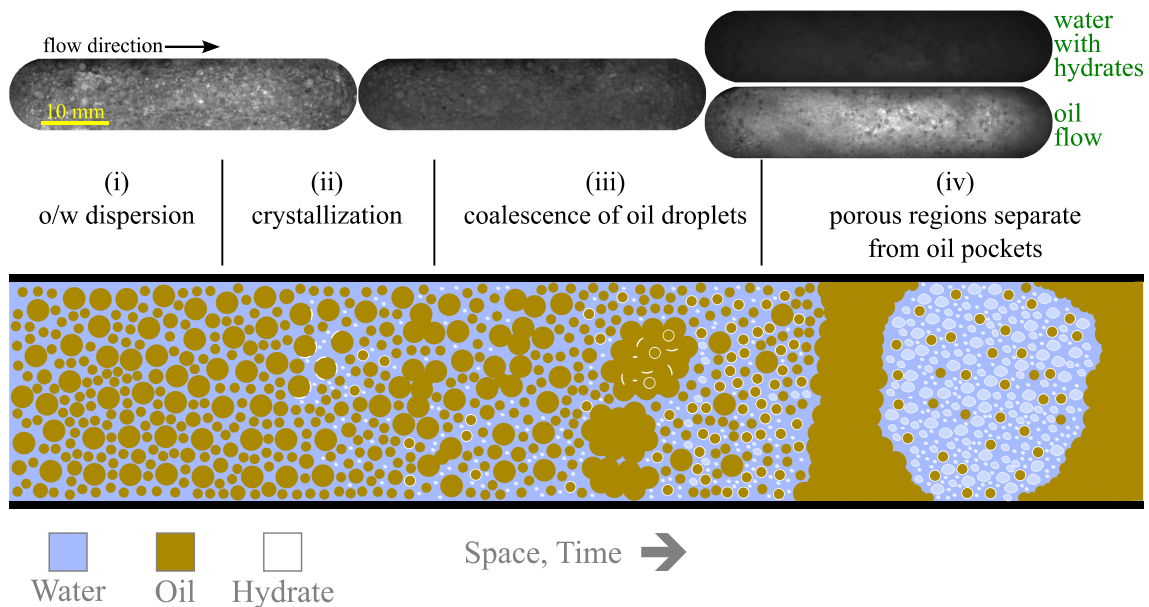 flow direction
10 mm
water
with
hydrates
oil
flow
(i)
o/w dispersion
(ii)
crystallization
(iii)
coalescence of oil droplets
(iv)
porous regions separate
from oil pockets
Water
Oil
Hydrate
Space, Time